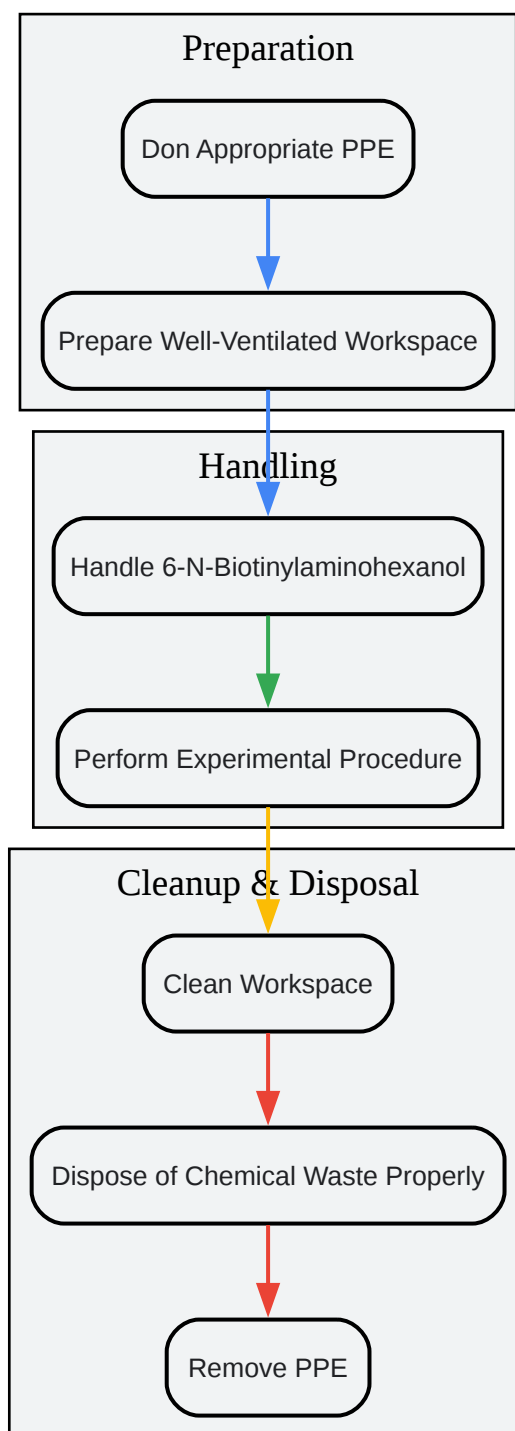 Preparation
Don Appropriate PPE
Prepare Well-Ventilated Workspace
Handling
Handle 6-N-Biotinylaminohexanol
Perform Experimental Procedure
Cleanup & Disposal
Clean Workspace
Dispose of Chemical Waste Properly
Remove PPE